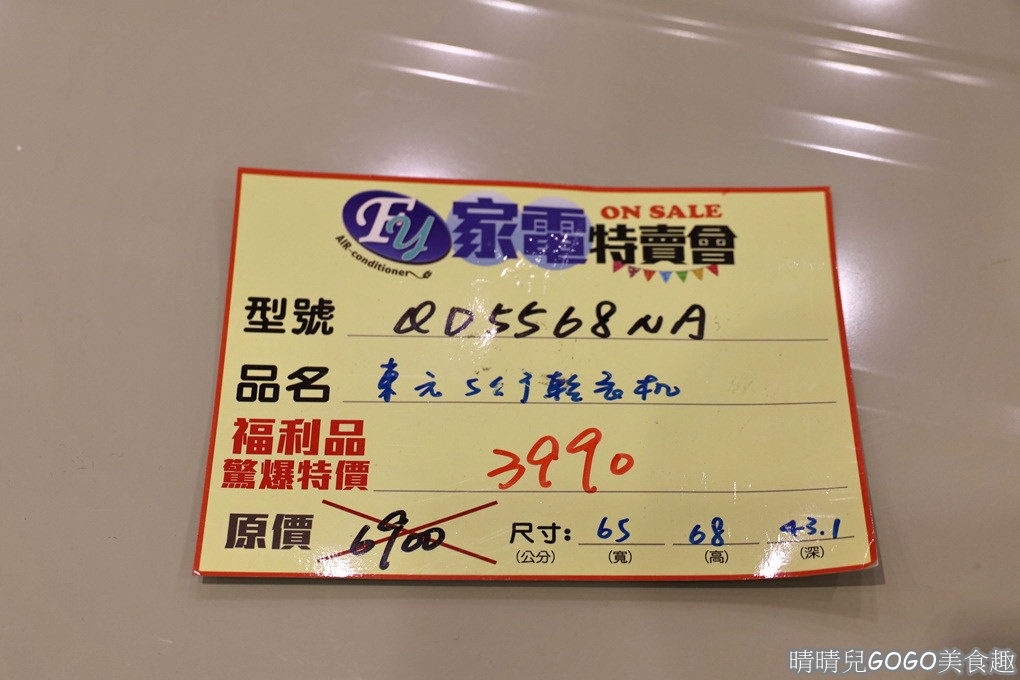 Fy 家電 ON SALE 特賣會
AIR-conditioner
型號 QD5568NA
品名 東元5公斤乾衣机
福利品 驚爆特價 3990
原價 6900
尺寸: 65 68 43.1
(公分) (寬) (高) (深)
晴晴兒GOGO美食趣